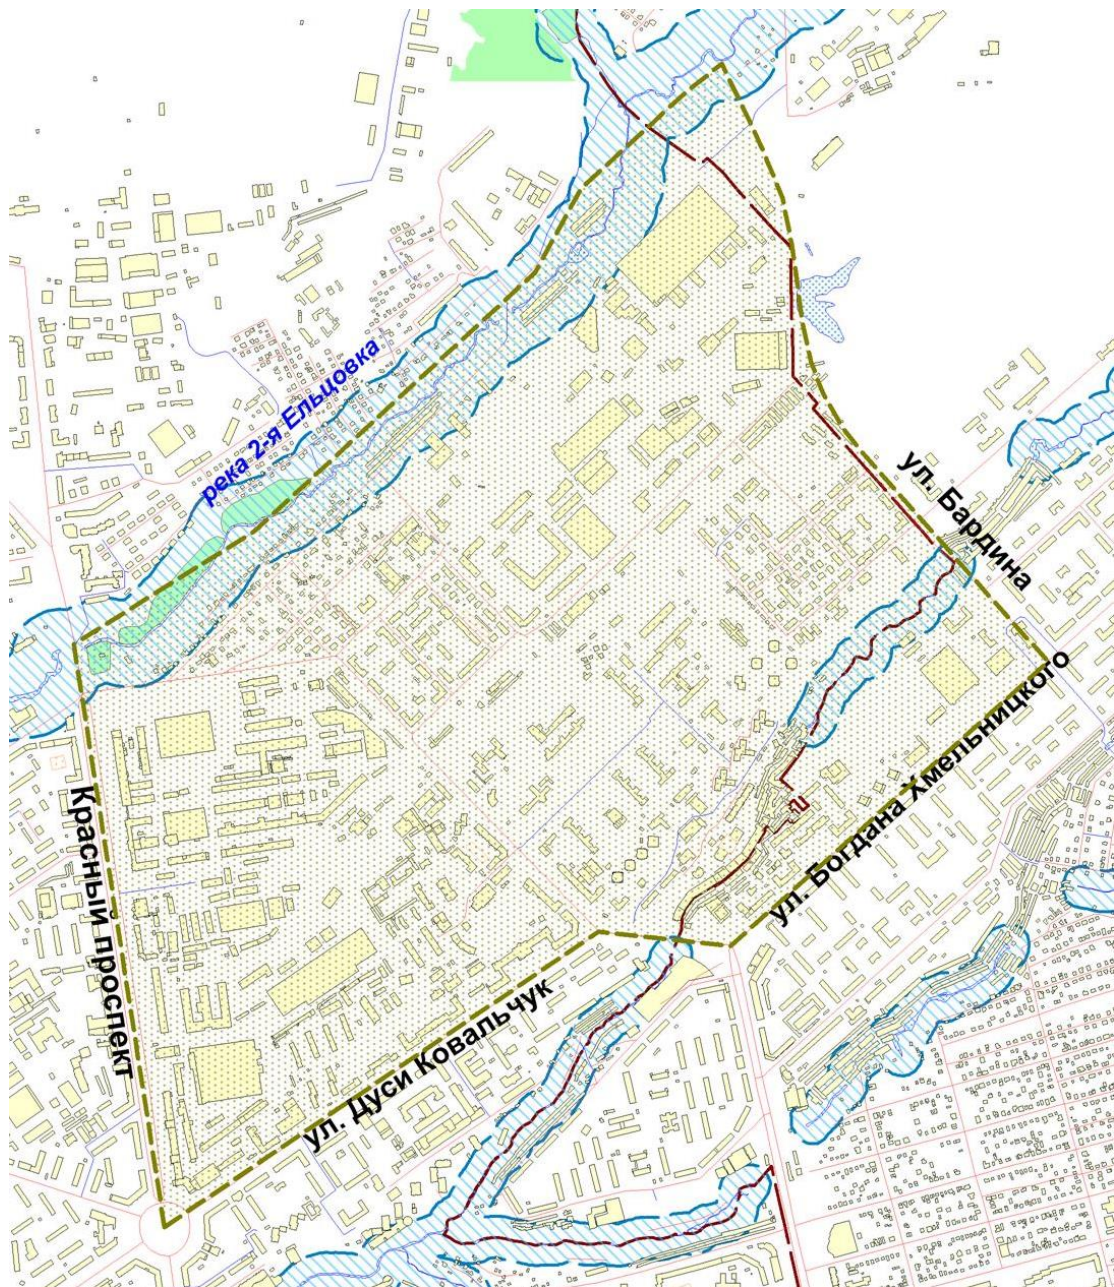 река 2-я Ельцовка
ул. Бардина
ул. Богдана Хмельницкого
Красный проспект
ул. Дуси Ковальчук